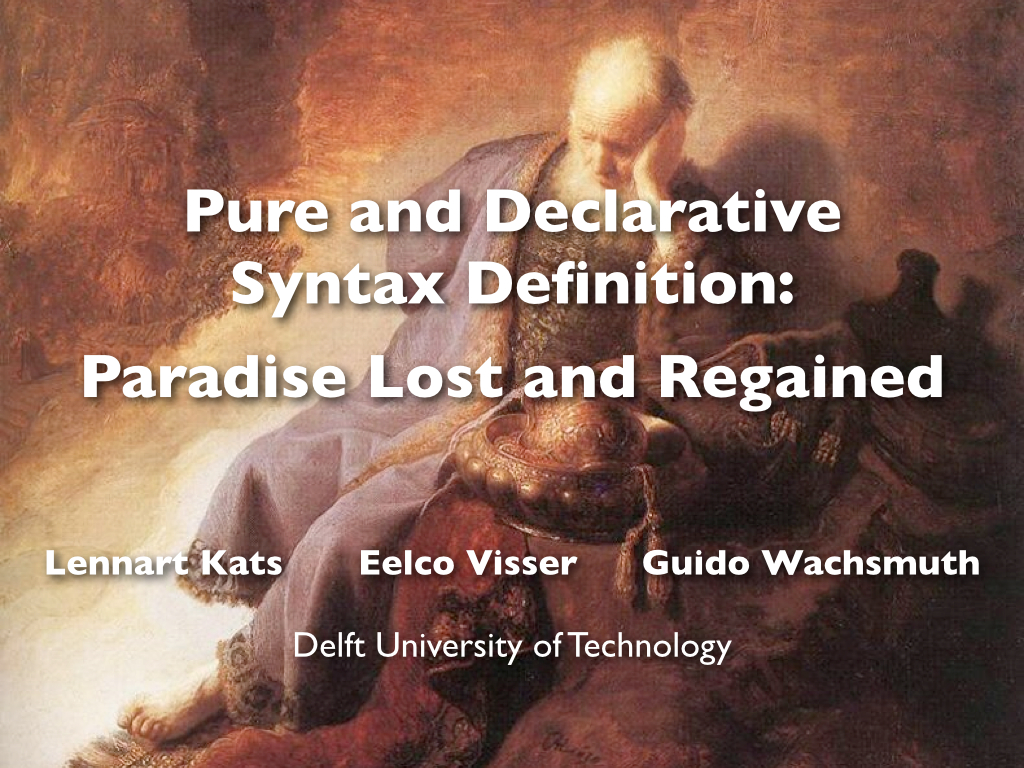 Pure and Declarative
Syntax Definition:
Paradise Lost and Regained
Lennart Kats Eelco Visser Guido Wachsmuth
Delft University of Technology